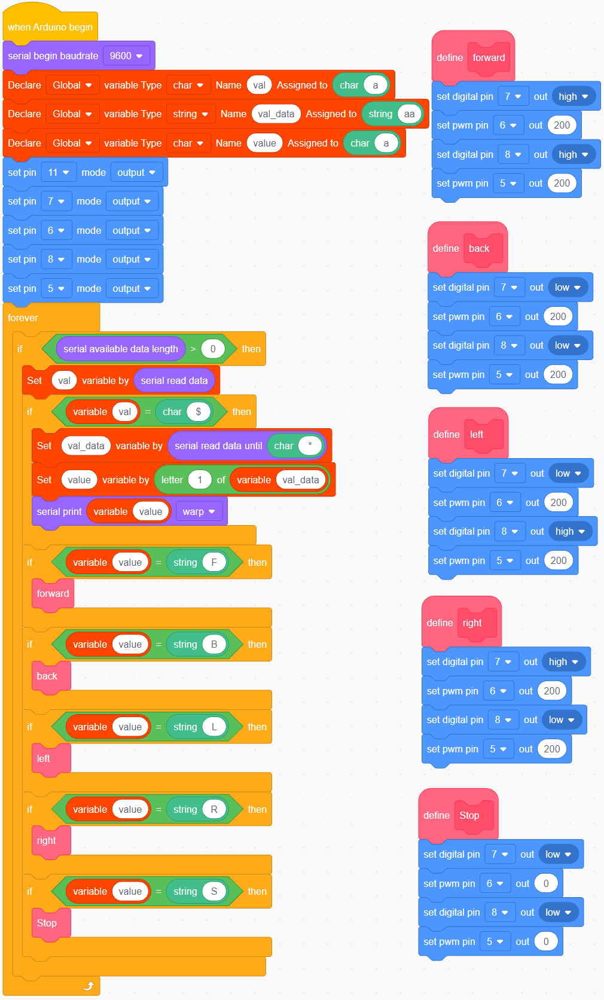 when Arduino begin
serial begin baudrate 9600
Declare Global variable Type char Name val Assigned to char a
Declare Global variable Type string Name val_data Assigned to string aa
Declare Global variable Type char Name value Assigned to char a
set pin 11 mode output
set pin 7 mode output
set pin 6 mode output
set pin 8 mode output
set pin 5 mode output
forever
if serial available data length > 0 then
Set val variable by serial read data
if variable val = char $ then
Set val_data variable by serial read data until char *
Set value variable by letter 1 of variable val_data
serial print variable value warp
if variable value = string F then
forward
if variable value = string B then
back
if variable value = string L then
left
if variable value = string R then
right
if variable value = string S then
Stop
define forward
set digital pin 7 out high
set pwm pin 6 out 200
set digital pin 8 out high
set pwm pin 5 out 200
define back
set digital pin 7 out low
set pwm pin 6 out 200
set digital pin 8 out low
set pwm pin 5 out 200
define left
set digital pin 7 out low
set pwm pin 6 out 200
set digital pin 8 out high
set pwm pin 5 out 200
define right
set digital pin 7 out high
set pwm pin 6 out 200
set digital pin 8 out low
set pwm pin 5 out 200
define Stop
set digital pin 7 out low
set pwm pin 6 out 0
set digital pin 8 out low
set pwm pin 5 out 0